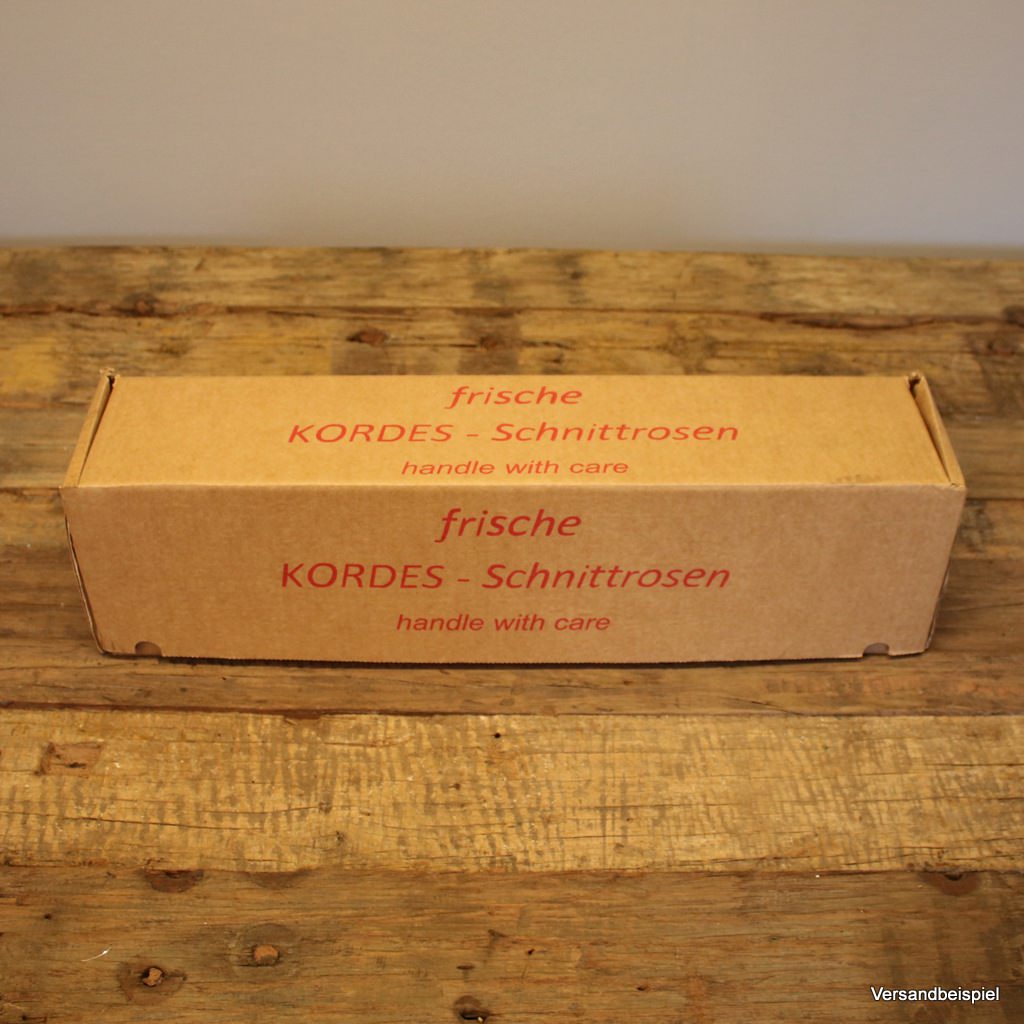 frische
KORDES - Schnittrosen
handle with care
frische
KORDES - Schnittrosen
handle with care
Versandbeispiel